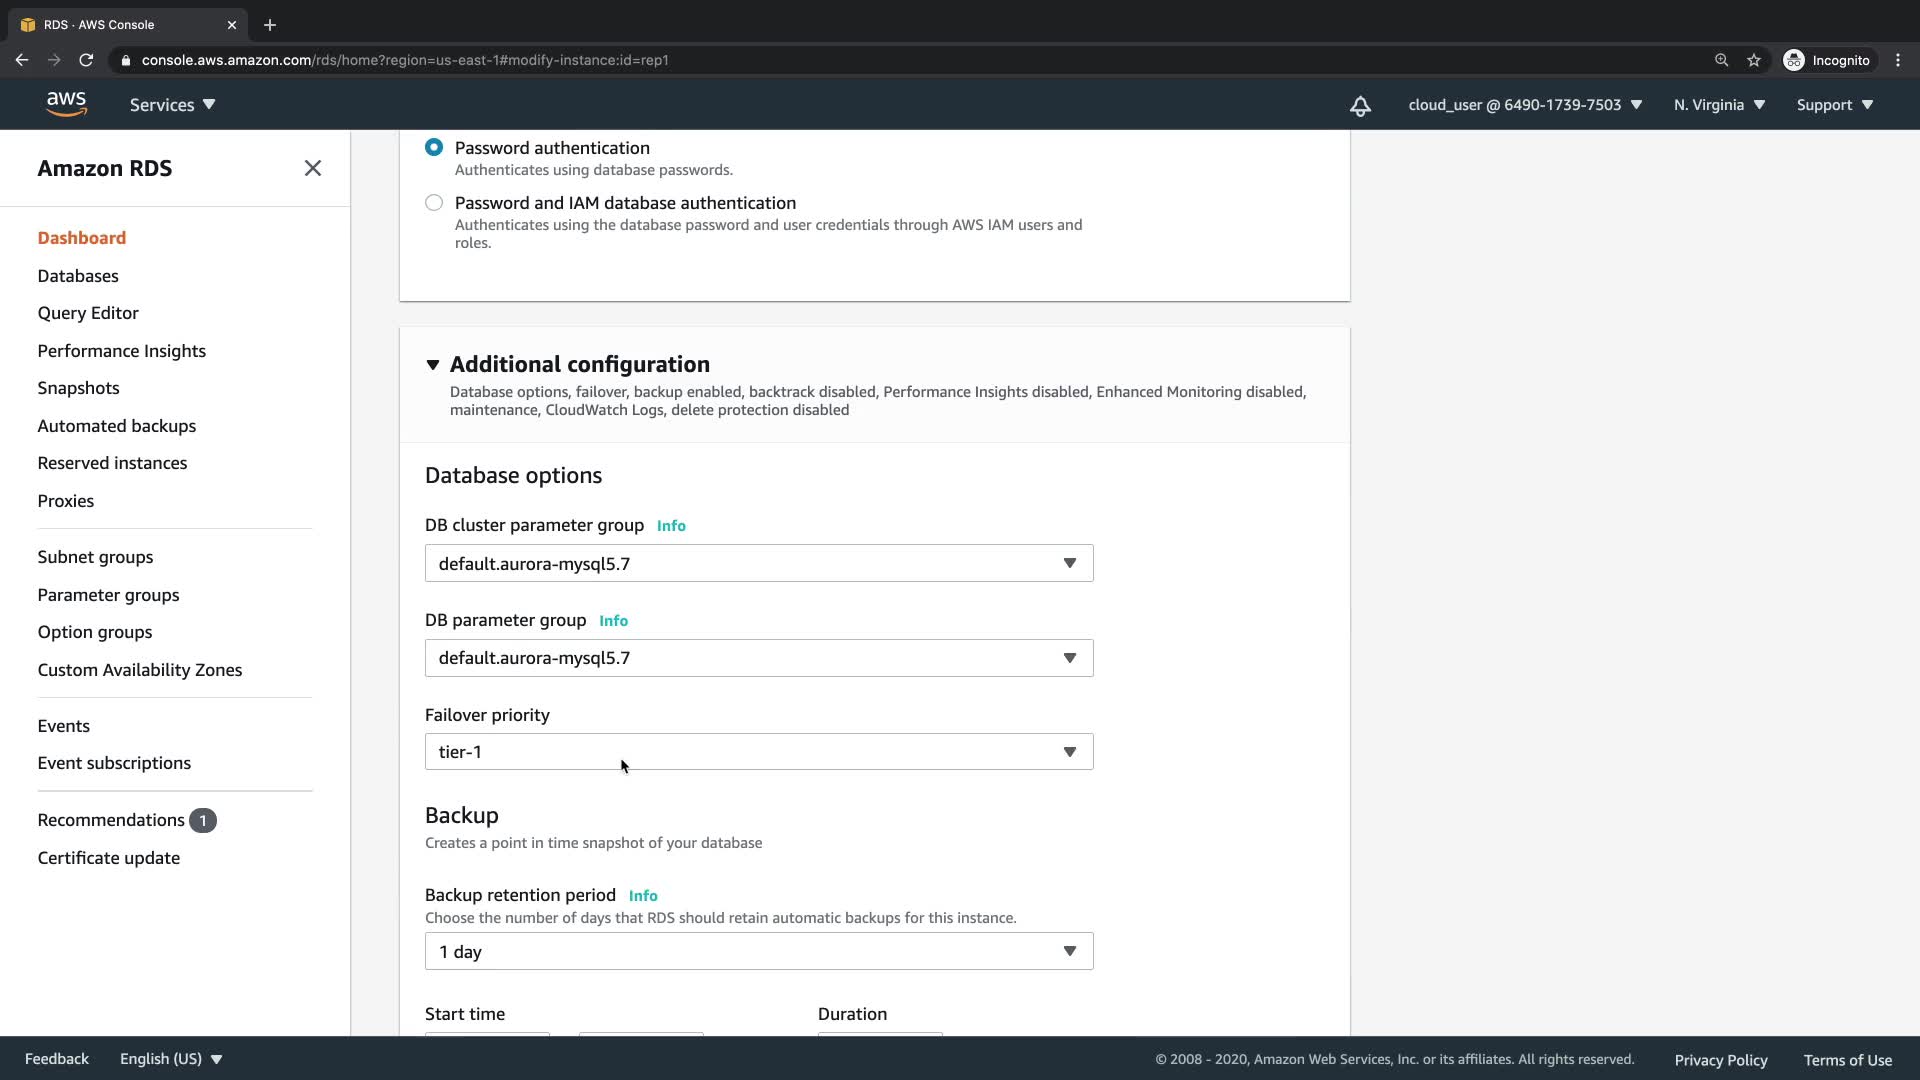 RDS · AWS Console
console.aws.amazon.com/rds/home?region=us-east-1#modify-instance:id=rep1
Incognito
aws
Services
cloud_user @ 6490-1739-7503
N. Virginia
Support
Amazon RDS
Dashboard
Databases
Query Editor
Performance Insights
Snapshots
Automated backups
Reserved instances
Proxies
Subnet groups
Parameter groups
Option groups
Custom Availability Zones
Events
Event subscriptions
Recommendations 1
Certificate update
Password authentication
Authenticates using database passwords.
Password and IAM database authentication
Authenticates using the database password and user credentials through AWS IAM users and
roles.
Additional configuration
Database options, failover, backup enabled, backtrack disabled, Performance Insights disabled, Enhanced Monitoring disabled,
maintenance, CloudWatch Logs, delete protection disabled
Database options
DB cluster parameter group Info
default.aurora-mysql5.7
DB parameter group Info
default.aurora-mysql5.7
Failover priority
tier-1
Backup
Creates a point in time snapshot of your database
Backup retention period Info
Choose the number of days that RDS should retain automatic backups for this instance.
1 day
Start time
Duration
Feedback
English (US)
© 2008 - 2020, Amazon Web Services, Inc. or its affiliates. All rights reserved.
Privacy Policy
Terms of Use